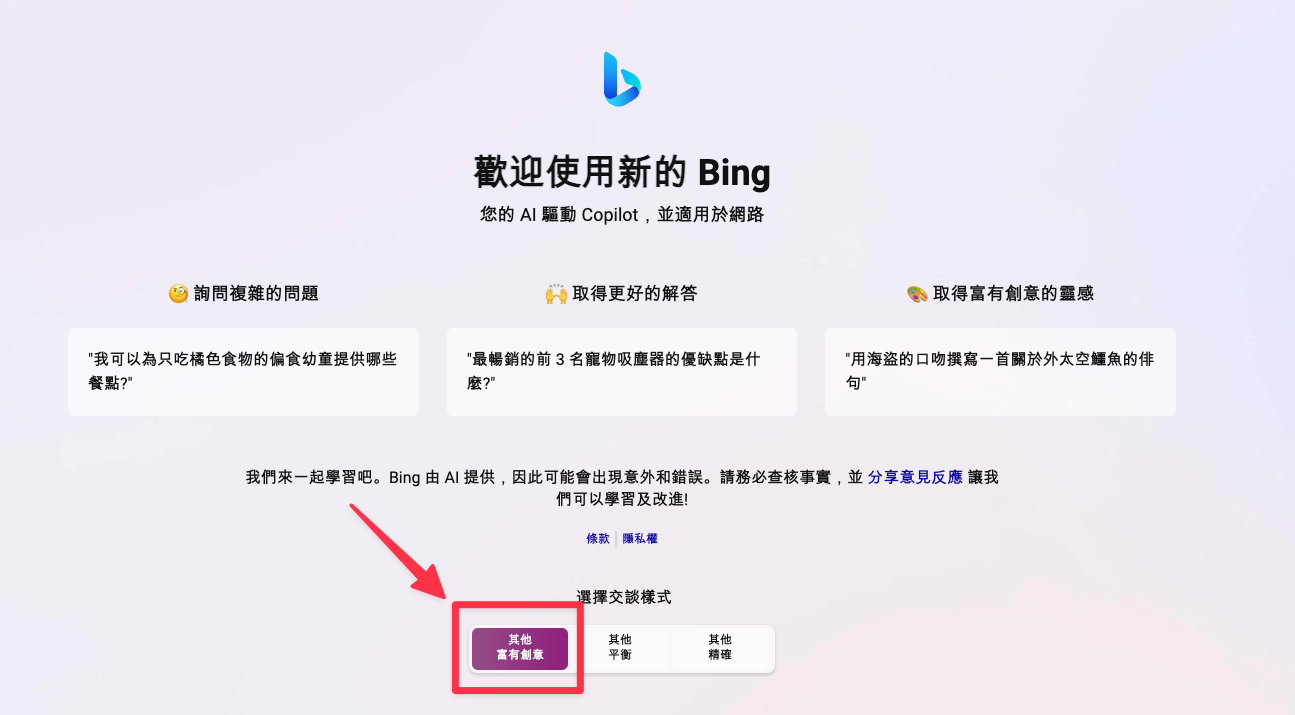 歡迎使用新的 Bing
您的 AI 驅動 Copilot，並適用於網路
詢問複雜的問題
取得更好的解答
取得富有創意的靈感
"我可以為只吃橘色食物的偏食幼童提供哪些
餐點?"
"最暢銷的前 3 名寵物吸塵器的優缺點是什
麼?"
"用海盜的口吻撰寫一首關於外太空鱷魚的俳
句"
我們來一起學習吧。Bing 由 AI 提供，因此可能會出現意外和錯誤。請務必查核事實，並 分享意見反應 讓我
們可以學習及改進!
條款 | 隱私權
選擇交談樣式
其他
富有創意
其他
平衡
其他
精確